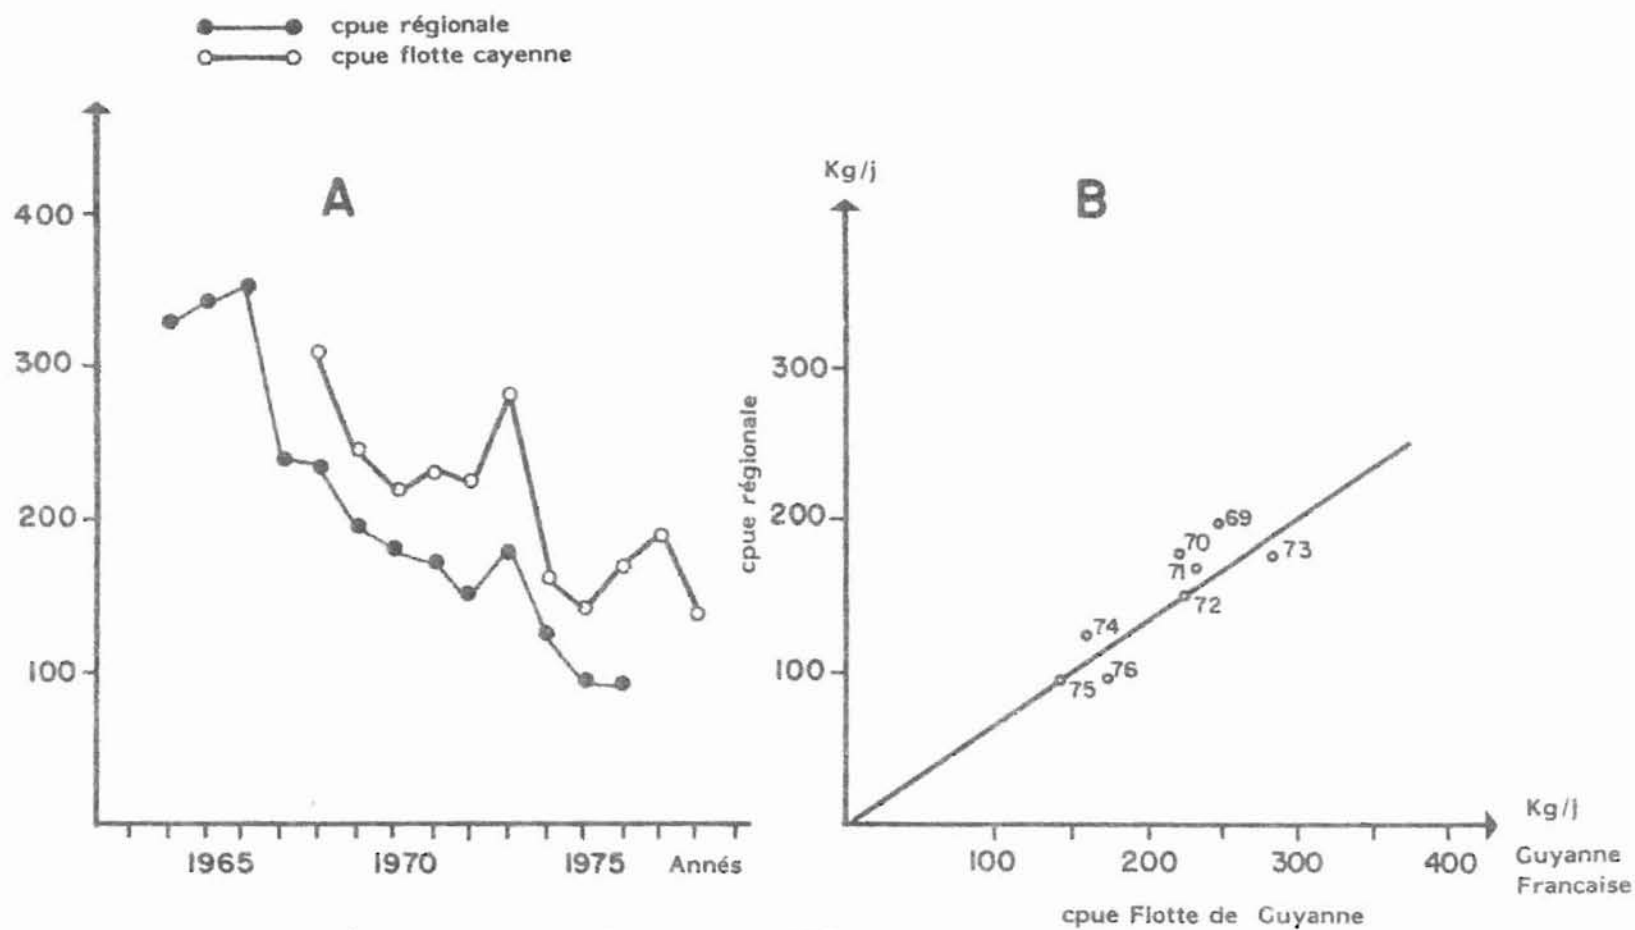 cpue régionale
cpue flotte cayenne
A
400
300
200
100
1965 1970 1975 Annés
Kg/j
B
cpue régionale
300
200
100
69
70
71
73
72
74
76
75
100 200 300 400
Kg/j
Guyanne
Francaise
cpue Flotte de Guyanne